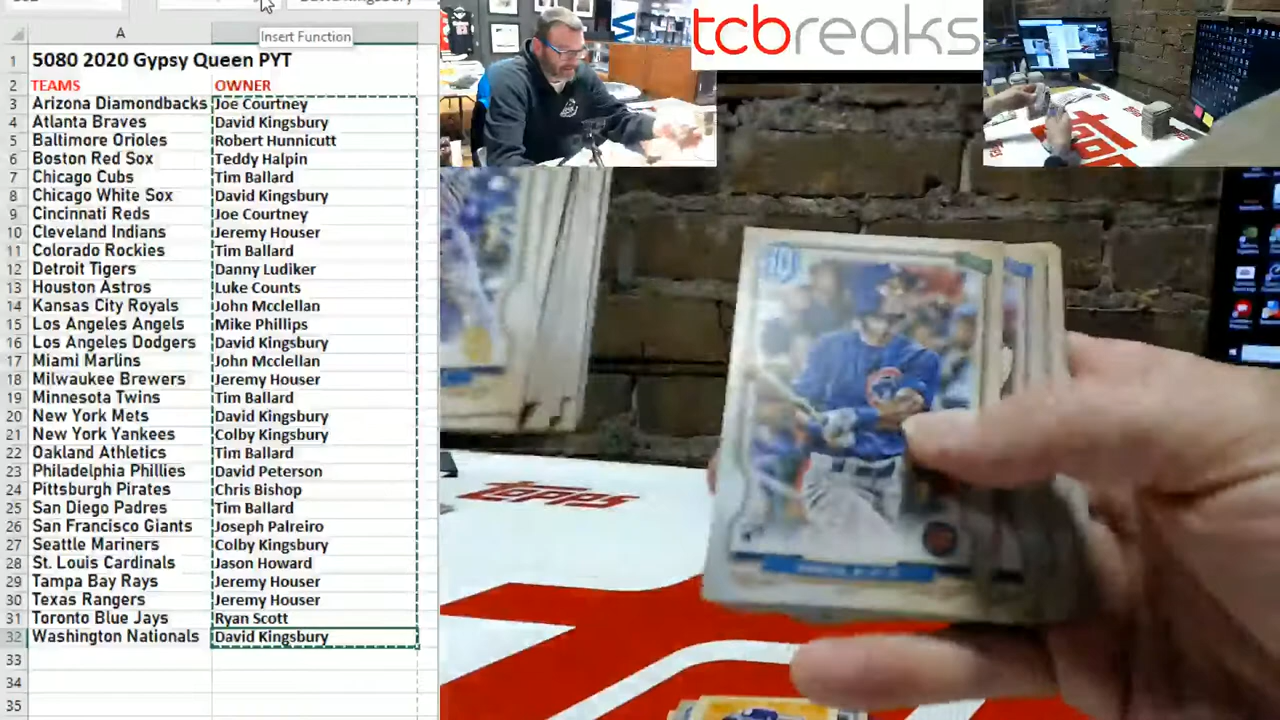 Insert Function
A
1 5080 2020 Gypsy Queen PYT
2 TEAMS OWNER
3 Arizona Diamondbacks Joe Courtney
4 Atlanta Braves David Kingsbury
5 Baltimore Orioles Robert Hunnicutt
6 Boston Red Sox Teddy Halpin
7 Chicago Cubs Tim Ballard
8 Chicago White Sox David Kingsbury
9 Cincinnati Reds Joe Courtney
10 Cleveland Indians Jeremy Houser
11 Colorado Rockies Tim Ballard
12 Detroit Tigers Danny Ludiker
13 Houston Astros Luke Counts
14 Kansas City Royals John Mcclellan
15 Los Angeles Angels Mike Phillips
16 Los Angeles Dodgers David Kingsbury
17 Miami Marlins John Mcclellan
18 Milwaukee Brewers Jeremy Houser
19 Minnesota Twins Tim Ballard
20 New York Mets David Kingsbury
21 New York Yankees Colby Kingsbury
22 Oakland Athletics Tim Ballard
23 Philadelphia Phillies David Peterson
24 Pittsburgh Pirates Chris Bishop
25 San Diego Padres Tim Ballard
26 San Francisco Giants Joseph Palreiro
27 Seattle Mariners Colby Kingsbury
28 St. Louis Cardinals Jason Howard
29 Tampa Bay Rays Jeremy Houser
30 Texas Rangers Jeremy Houser
31 Toronto Blue Jays Ryan Scott
32 Washington Nationals David Kingsbury
33
34
35
tcbreaks
topps
topps